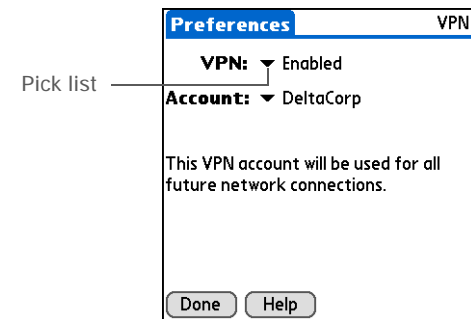 Preferences VPN
VPN: Enabled
Pick list
Account: DeltaCorp
This VPN account will be used for all
future network connections.
Done Help